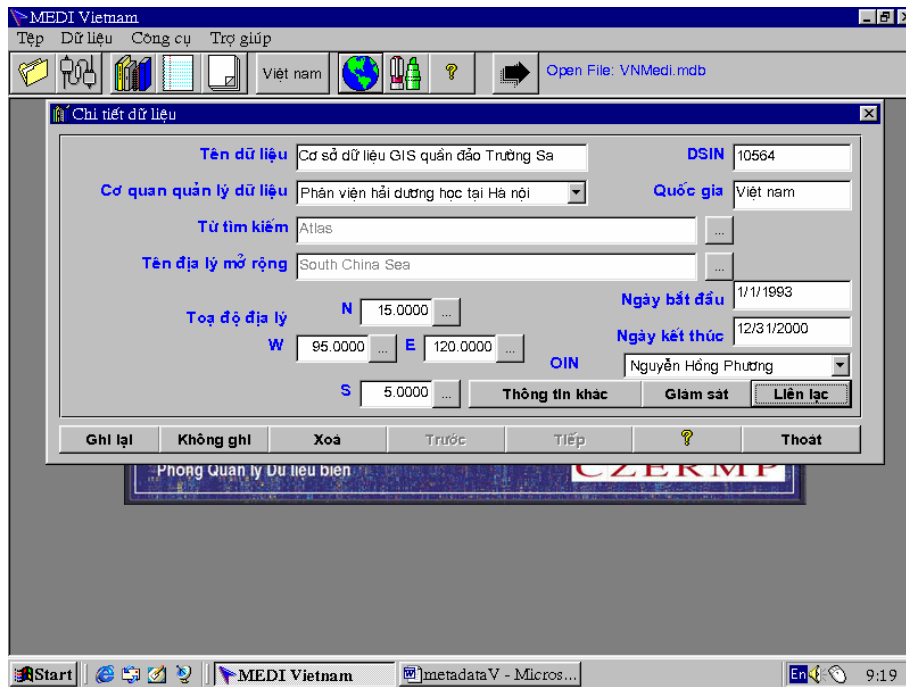 MEDI Vietnam
Tệp Dữ liệu Công cụ Trợ giúp
Việt nam ? Open File: VNMedi.mdb
Chi tiết dữ liệu
Tên dữ liệu Cơ sở dữ liệu GIS quần đảo Trường Sa DSIN 10564
Cơ quan quản lý dữ liệu Phân viện hải dương học tại Hà nội Quốc gia Việt nam
Từ tìm kiếm Atlas ...
Tên địa lý mở rộng South China Sea ...
Ngày bắt đầu 1/1/1993
Toạ độ địa lý N 15.0000 ...
Ngày kết thúc 12/31/2000
W 95.0000 ... E 120.0000 ...
OIN Nguyễn Hồng Phương
S 5.0000 ... Thông tin khác Giám sát Liên lạc
Ghi lại Không ghi Xoá Trước Tiếp ? Thoát
Phòng Quản lý Dữ liệu biển CZERMP
Start MEDI Vietnam metadataV - Micros... En 9:19